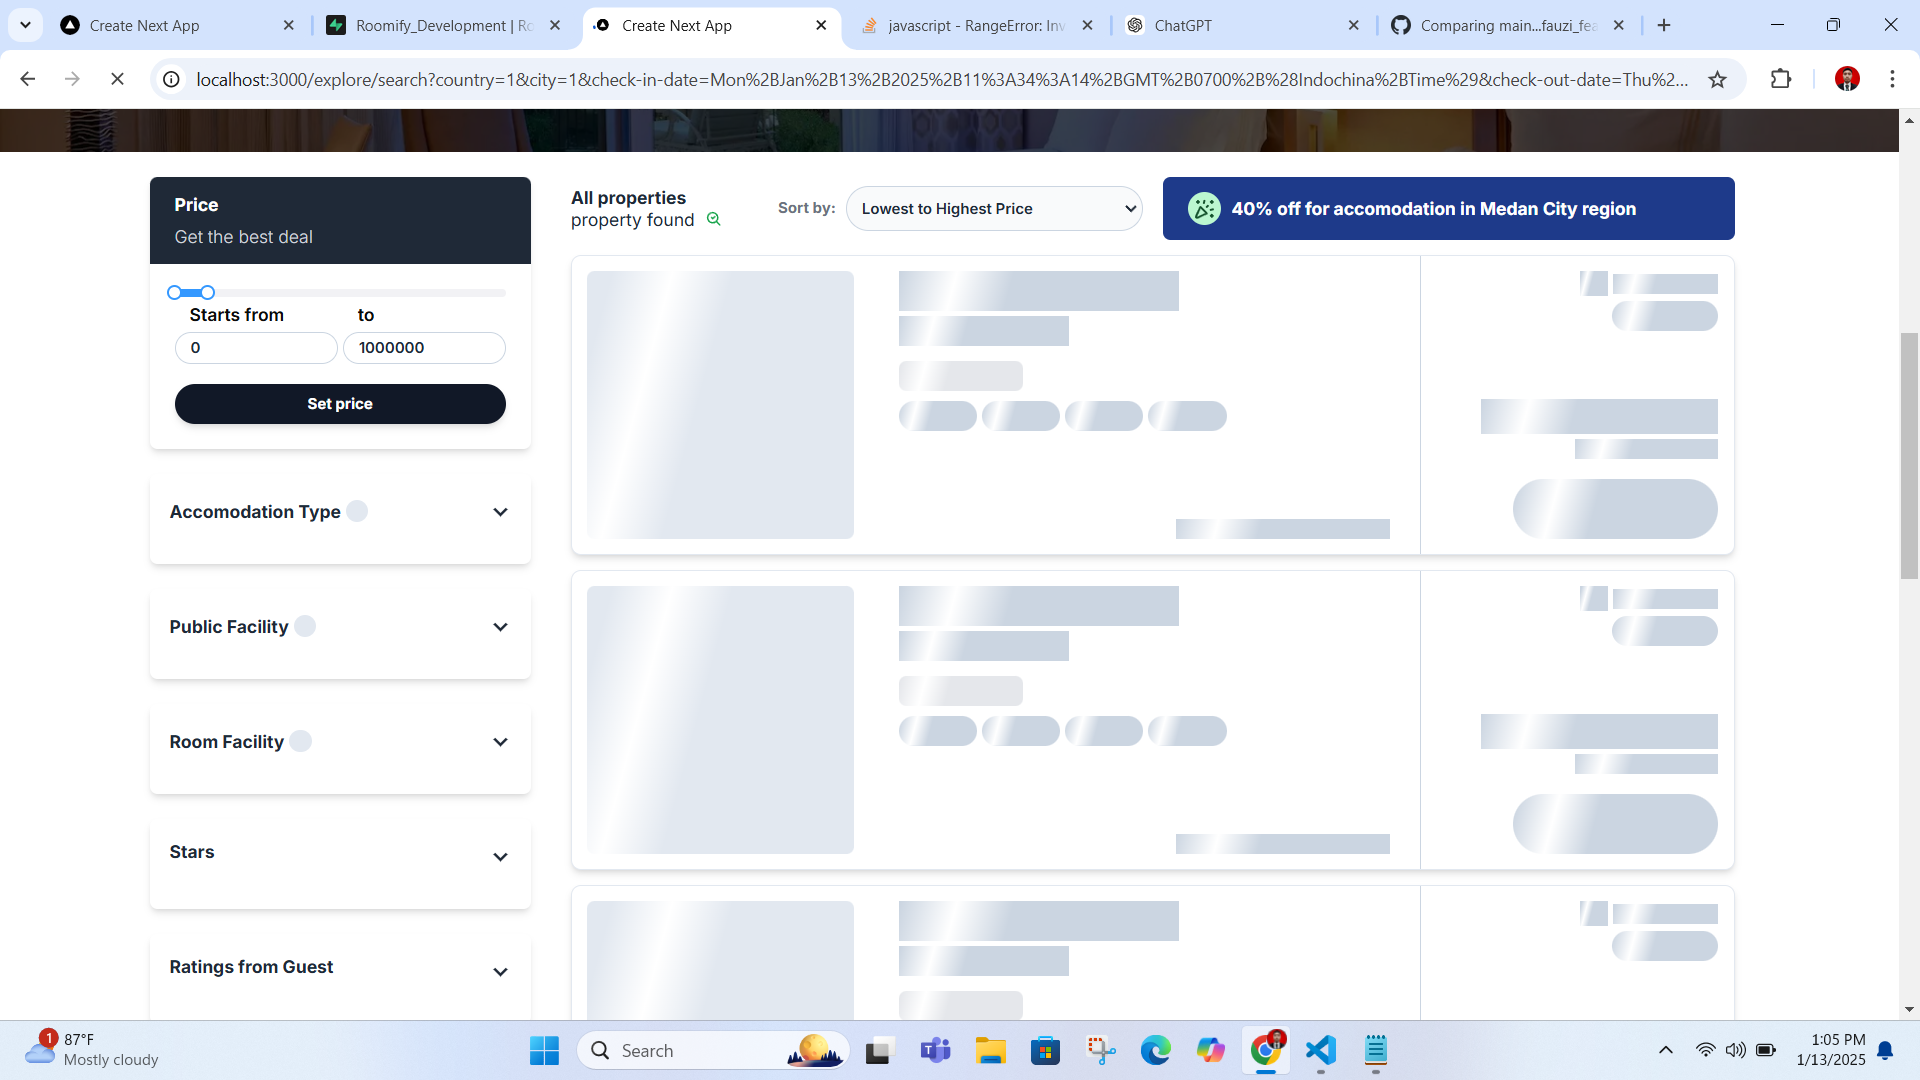 Create Next App
Roomify_Development | Ro
Create Next App
javascript - RangeError: Inv
ChatGPT
Comparing main...fauzi_fea
localhost:3000/explore/search?country=1&city=1&check-in-date=Mon%2BJan%2B13%2B2025%2B11%3A34%3A14%2BGMT%2B0700%2B%28Indochina%2BTime%29&check-out-date=Thu%2...
Price
Get the best deal
Starts from
to
0
1000000
Set price
Accomodation Type
Public Facility
Room Facility
Stars
Ratings from Guest
All properties
property found
Sort by:
Lowest to Highest Price
40% off for accomodation in Medan City region
1
87°F
Mostly cloudy
Search
1:05 PM
1/13/2025